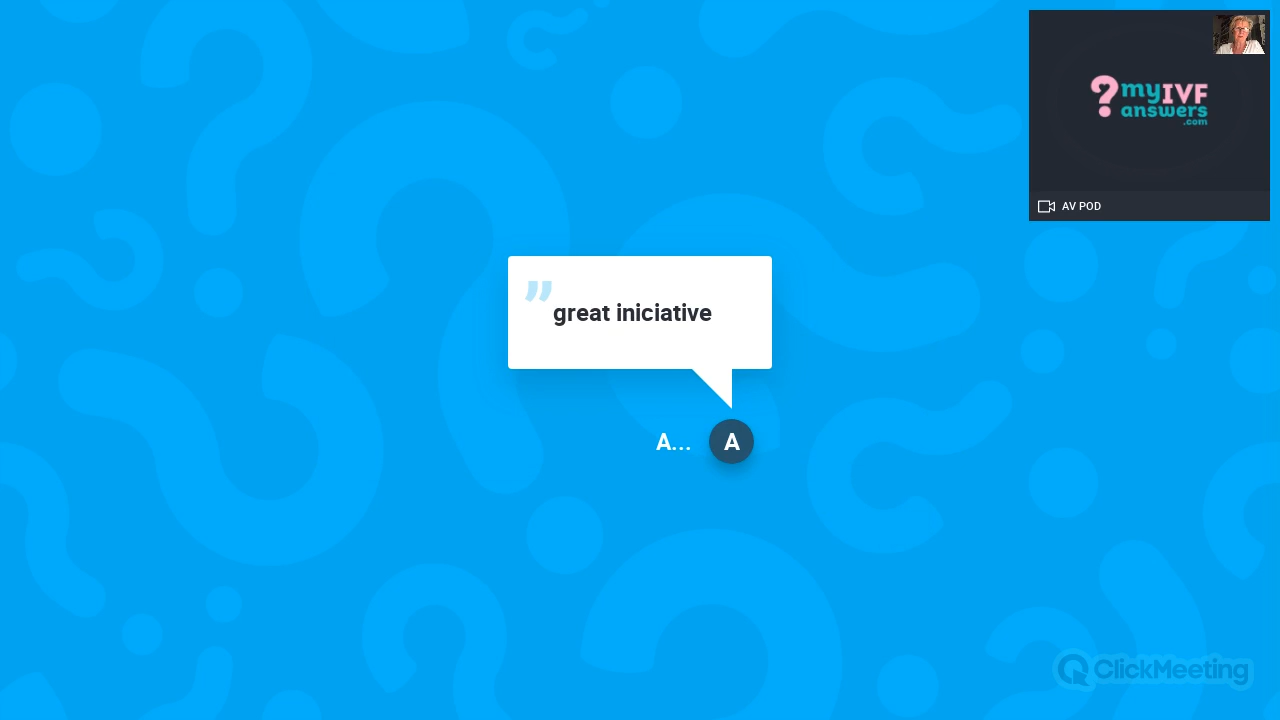 ?myIVF
answers
.com
AV POD
” great iniciative
A... A
ClickMeeting